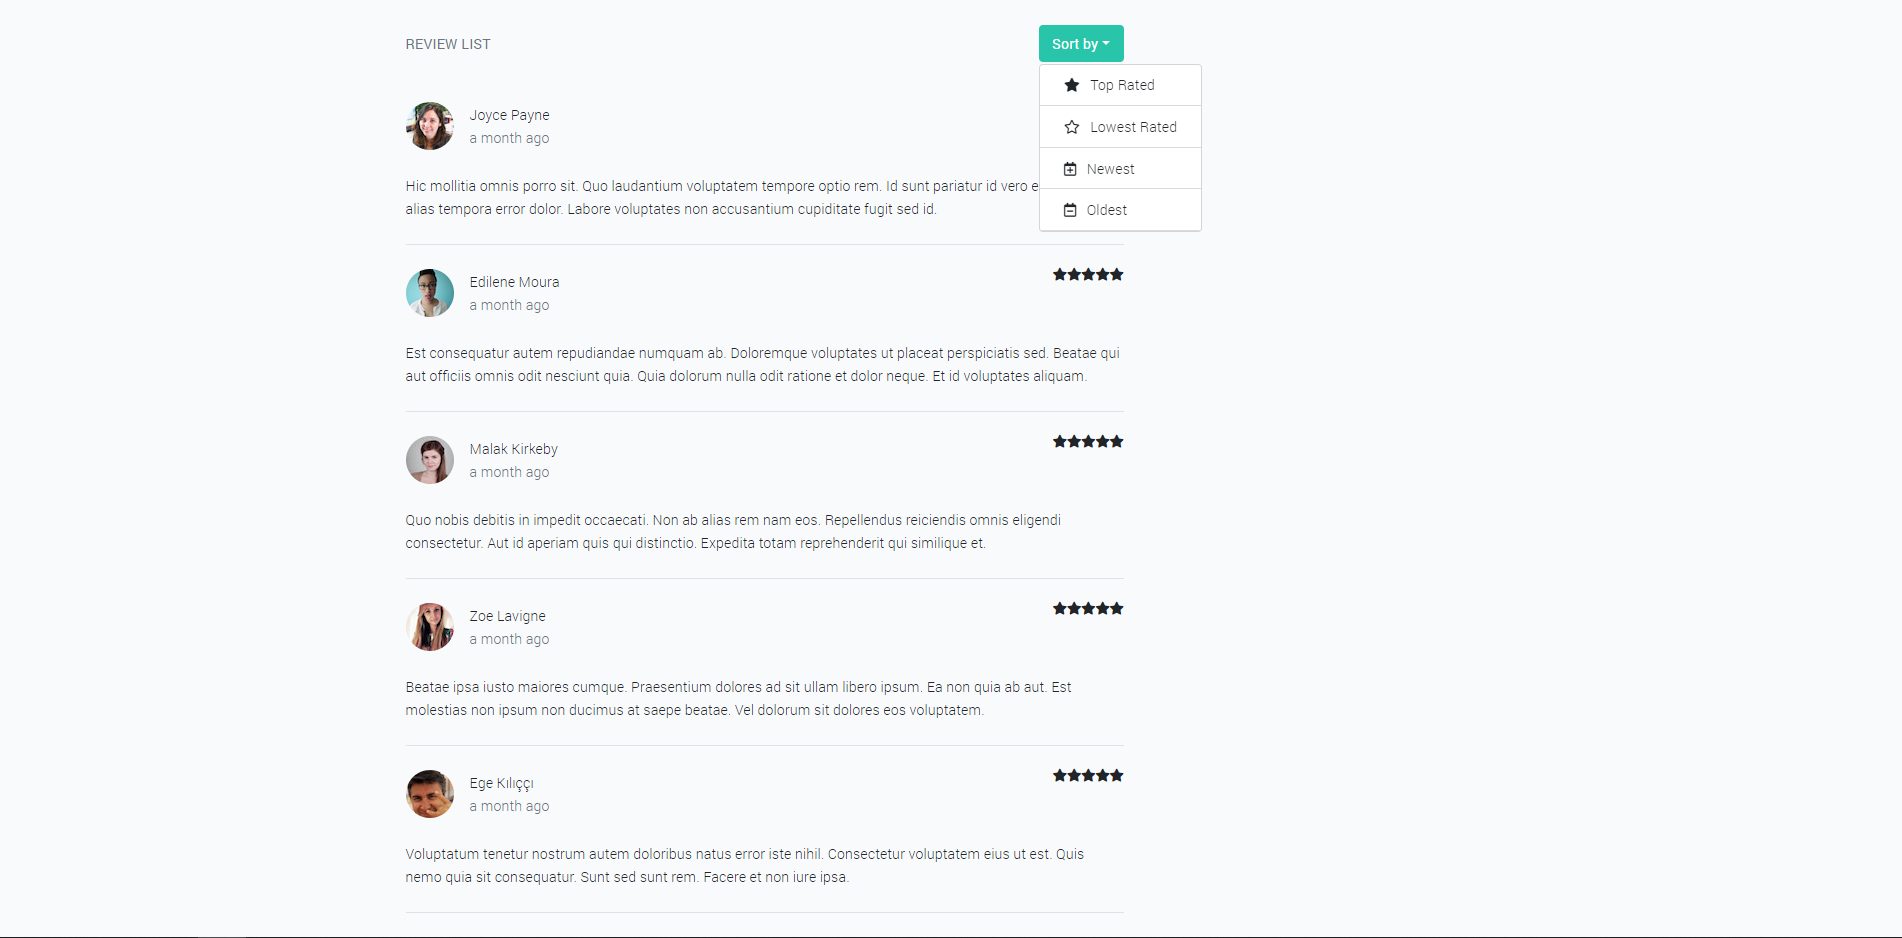 REVIEW LIST
Sort by
Top Rated
Lowest Rated
Newest
Oldest
Joyce Payne
a month ago
Hic mollitia omnis porro sit. Quo laudantium voluptatem tempore optio rem. Id sunt pariatur id vero
alias tempora error dolor. Labore voluptates non accusantium cupiditate fugit sed id.
Edilene Moura
a month ago
Est consequatur autem repudiandae numquam ab. Doloremque voluptates ut placeat perspiciatis sed. Beatae qui
aut officiis omnis odit nesciunt quia. Quia dolorum nulla odit ratione et dolor neque. Et id voluptates aliquam.
Malak Kirkeby
a month ago
Quo nobis debitis in impedit occaecati. Non ab alias rem nam eos. Repellendus reiciendis omnis eligendi
consectetur. Aut id aperiam quis qui distinctio. Expedita totam reprehenderit qui similique et.
Zoe Lavigne
a month ago
Beatae ipsa iusto maiores cumque. Praesentium dolores ad sit ullam libero ipsum. Ea non quia ab aut. Est
molestias non ipsum non ducimus at saepe beatae. Vel dolorum sit dolores eos voluptatem.
Ege Kılıççı
a month ago
Voluptatum tenetur nostrum autem doloribus natus error iste nihil. Consectetur voluptatem eius ut est. Quis
nemo quia sit consequatur. Sunt sed sunt rem. Facere et non iure ipsa.